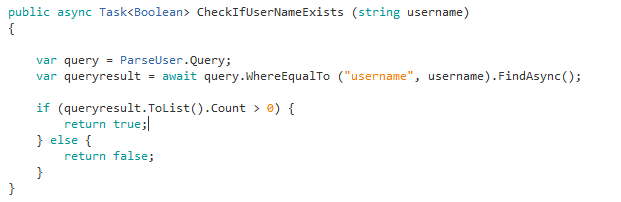 public async Task<Boolean> CheckIfUserNameExists (string username)
{
var query = ParseUser.Query;
var queryresult = await query.WhereEqualTo ("username", username).FindAsync();
if (queryresult.ToList().Count > 0) {
return true;
} else {
return false;
}
}